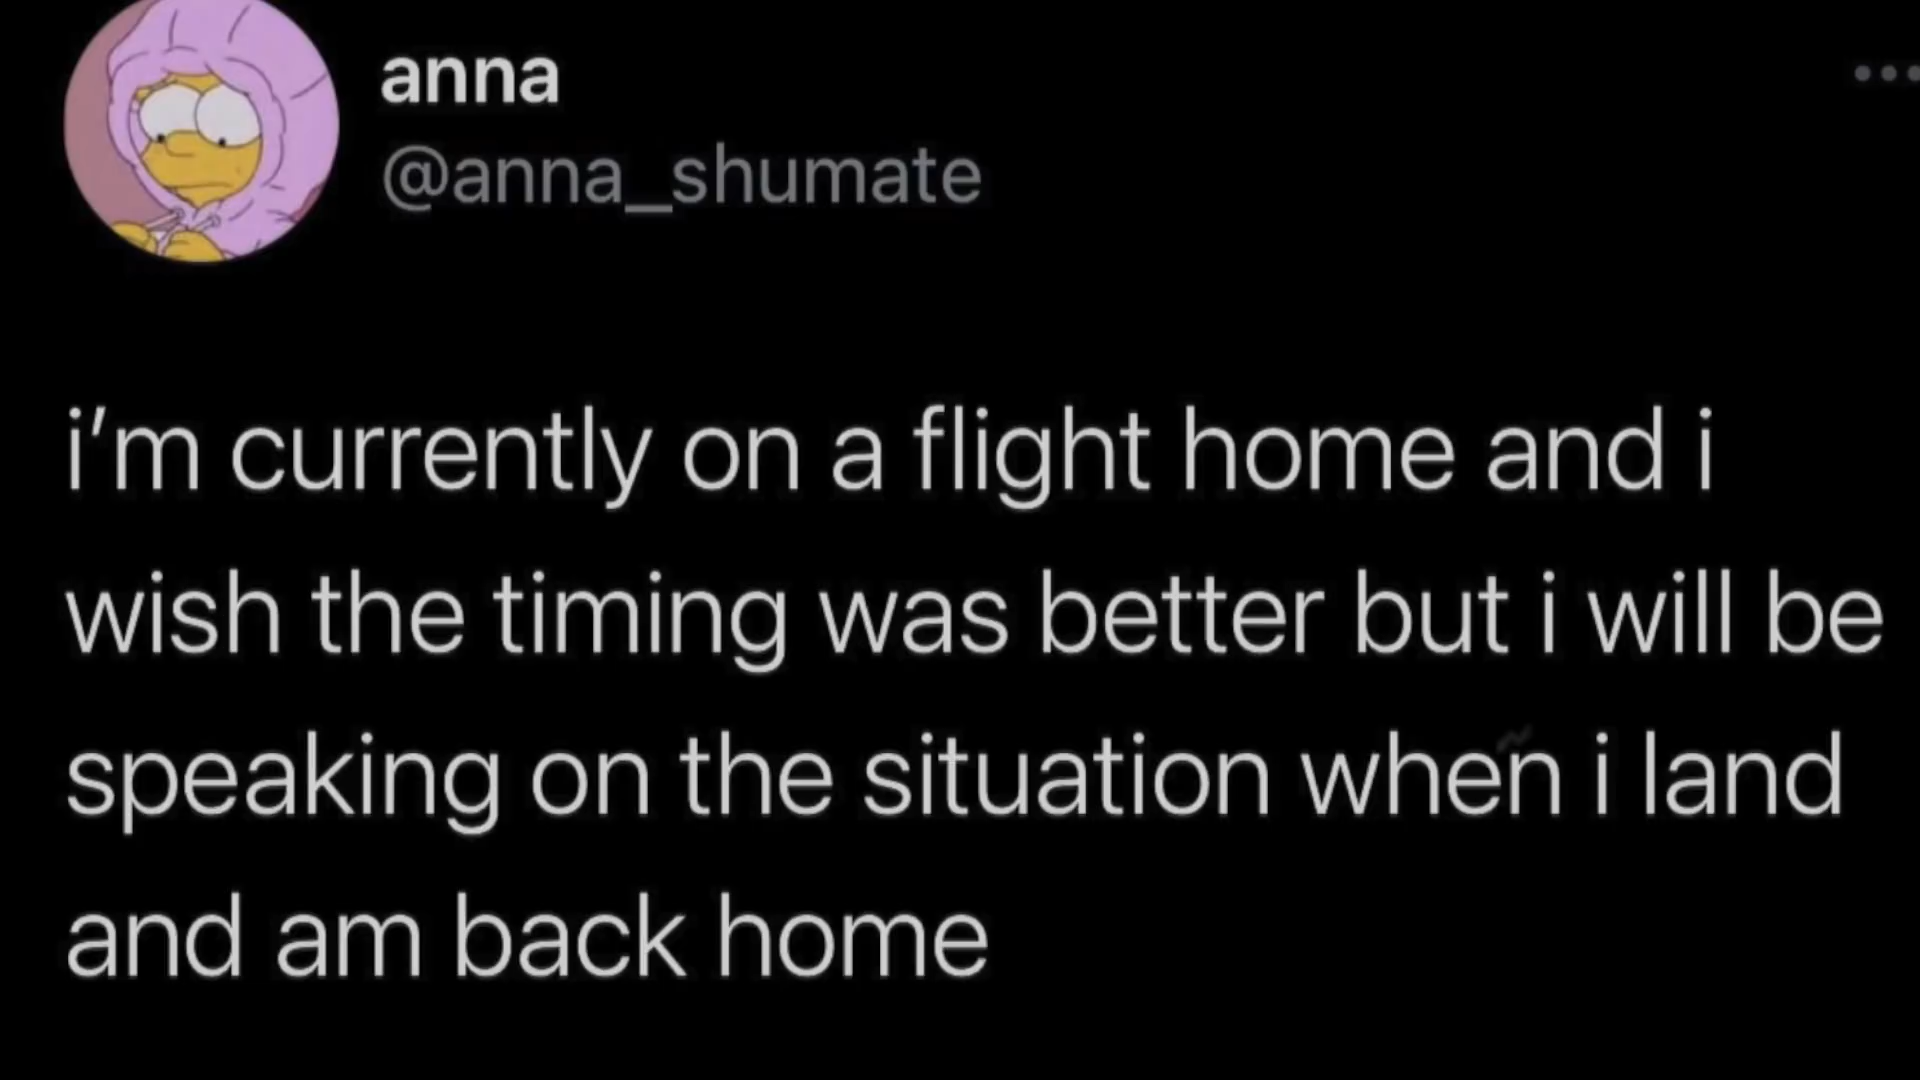 anna
@anna_shumate
i’m currently on a flight home and i
wish the timing was better but i will be
speaking on the situation when i land
and am back home